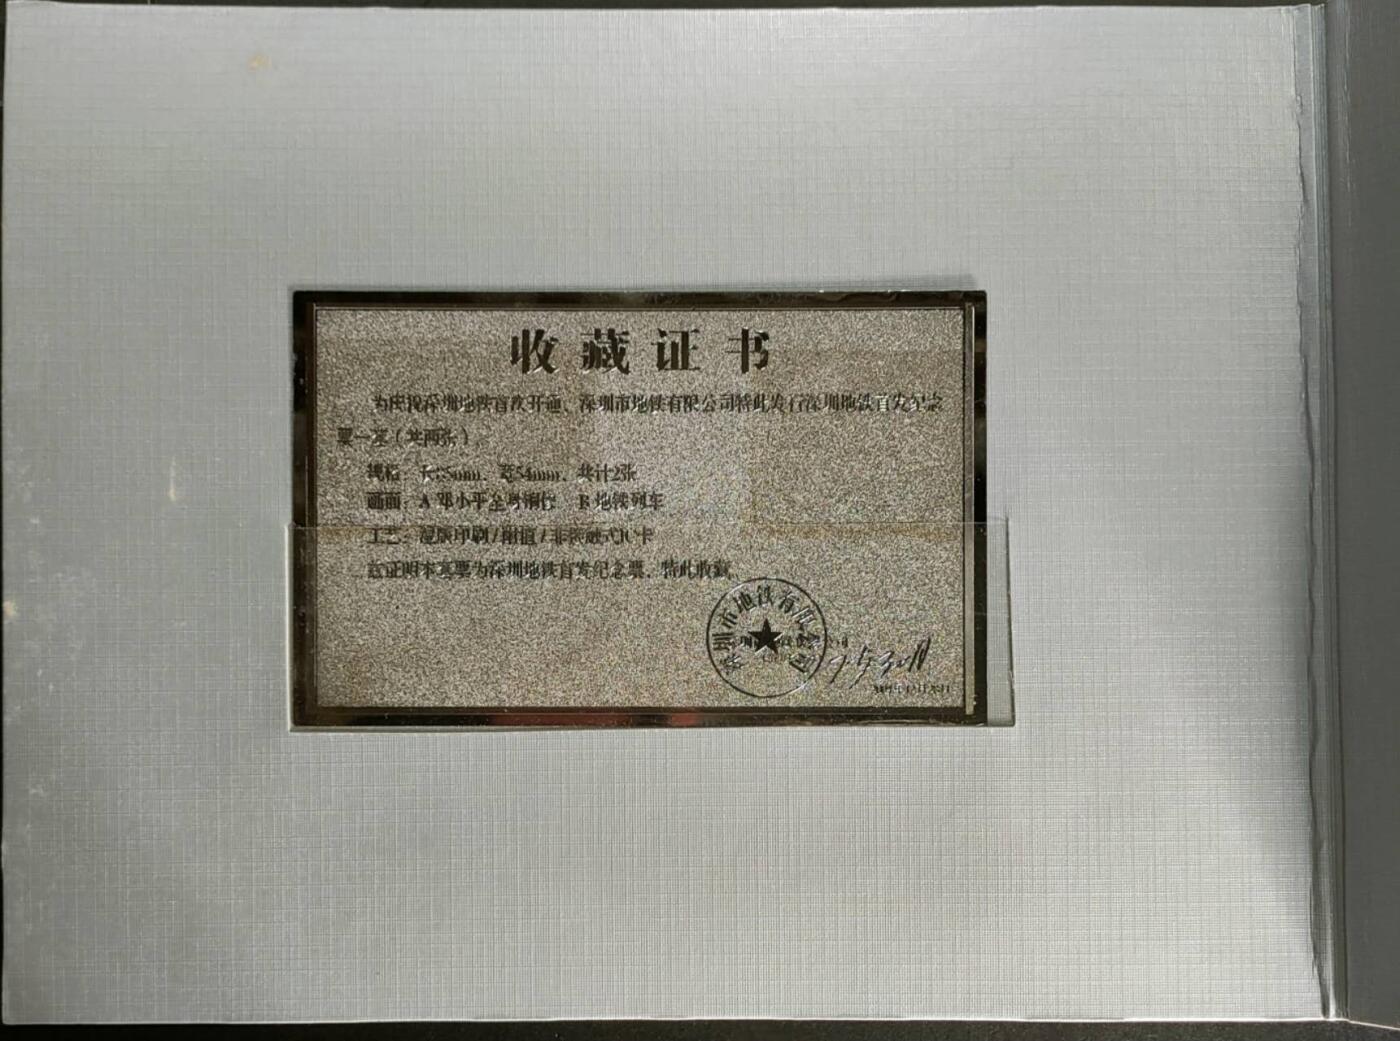 收藏证书
为庆祝深圳地铁首次开通，深圳市地铁有限公司特此发行深圳地铁首发纪念
票一套（共两张）
规格：长85mm，宽54mm，共计2张
画面：A 邓小平全身铜像 B 地铁列车
工艺：湿版印刷/附值/非接触式IC卡
兹证明本套票为深圳地铁首发纪念票，特此收藏
深圳市地铁有限公司